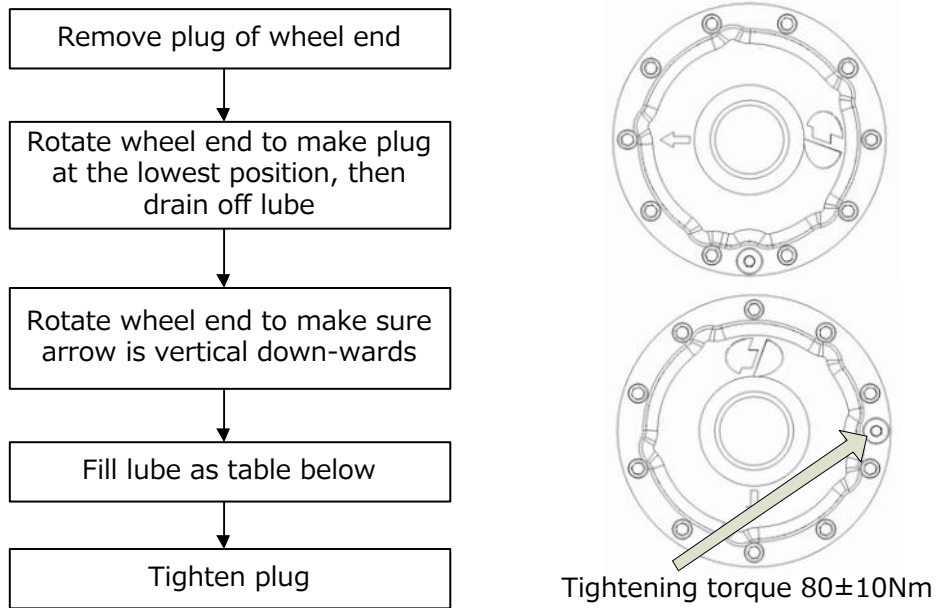 Remove plug of wheel end
Rotate wheel end to make plug
at the lowest position, then
drain off lube
Rotate wheel end to make sure
arrow is vertical down-wards
Fill lube as table below
Tighten plug
Tightening torque 80±10Nm